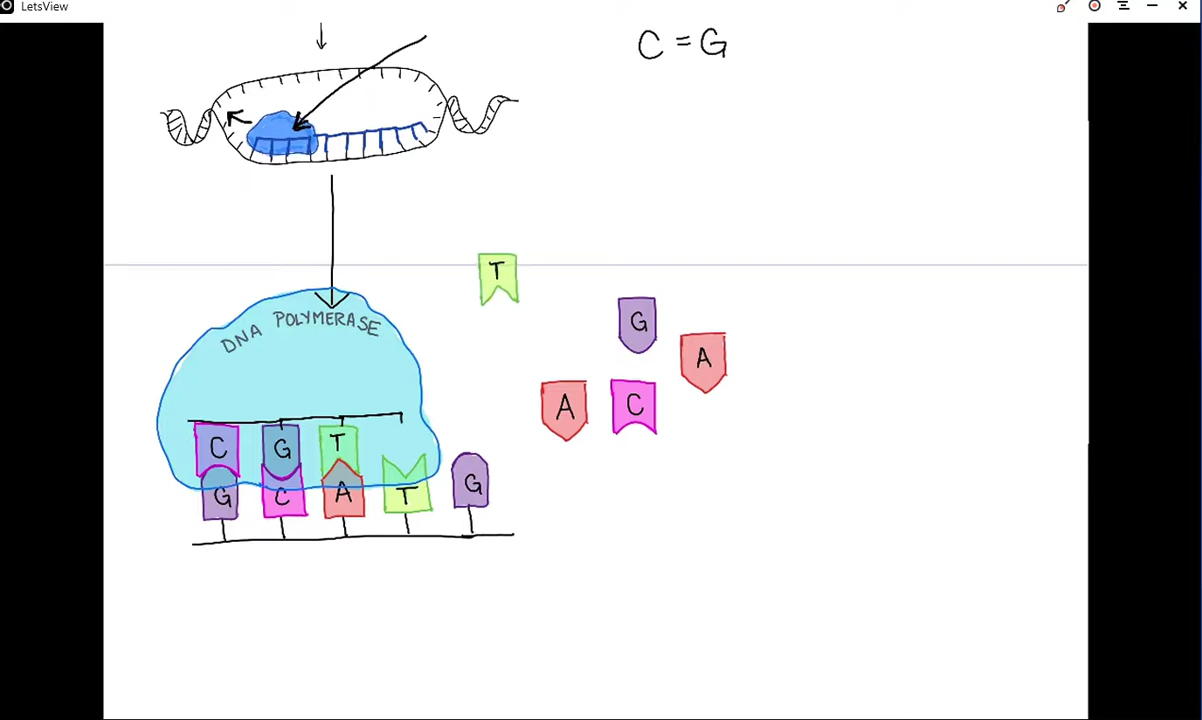 LetsView
C = G
T
G
A
A
C
DNA POLYMERASE
C G T
G C A T G